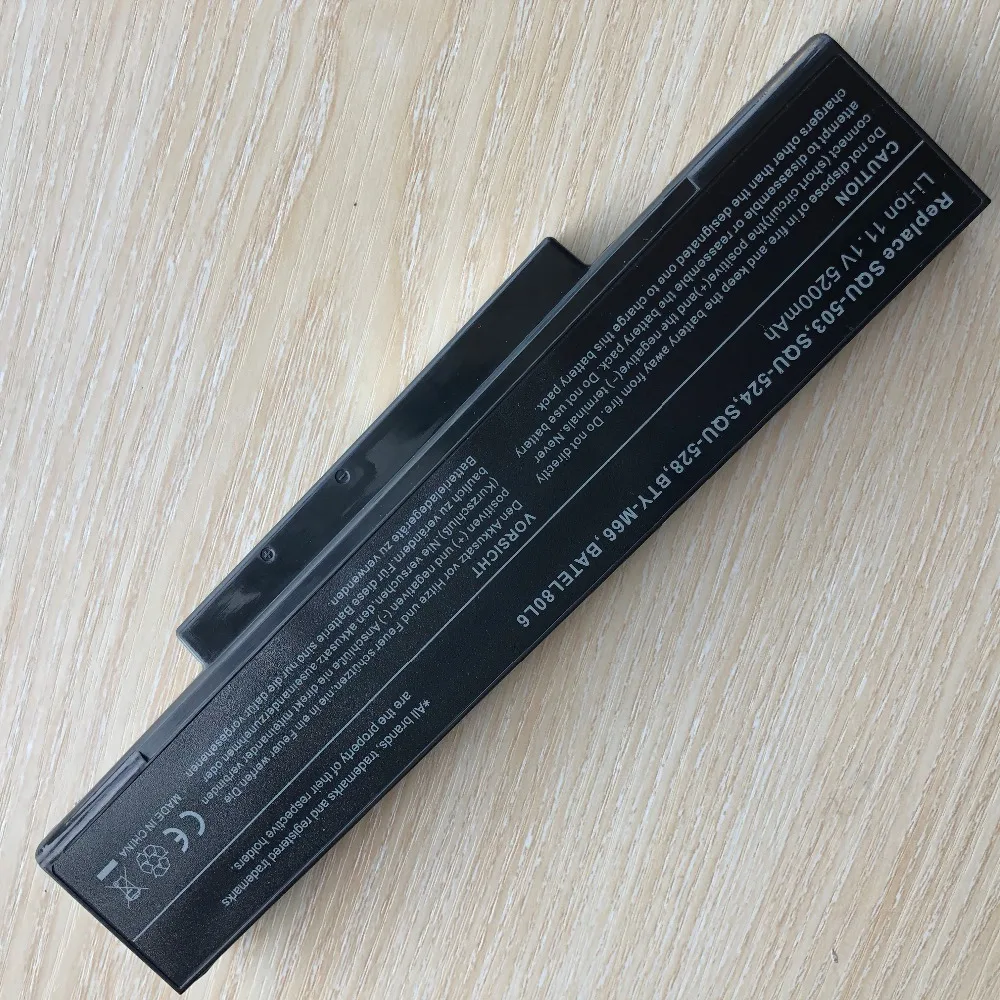 Replace SQU-503,SQU-524,SQU-528,BTY-M66,BATEL80L6
Li-ion 11.1V 5200mAh
CAUTION
Do not dispose of in fire,and keep the battery away from fire. Do not directly
connect (short circuit)the positive(+)and the negative(-) terminals. Never
attempt to disassemble or reassemble the battery pack. Do not use battery
chargers other than the designated one to charge this battery pack.
VORSICHT
Den Akkusatz vor Hitze und Feuer schützen,nie in ein Feuer werfen.Die
positiven (+) und negativen (-) Anschlüße nie direkt miteinander verbinden
(Kurzschluß). Nie versuchen,den akkusatz auseinanderzunehmen oder
baulich zu verändern. Für diese Batterie sind nur die dafür vorgesehenen
Batterieladegeräte zu verwenden.
*All brands, trademarks and registered trademarks
are the property of their respective holders.
CE
MADE IN CHINA